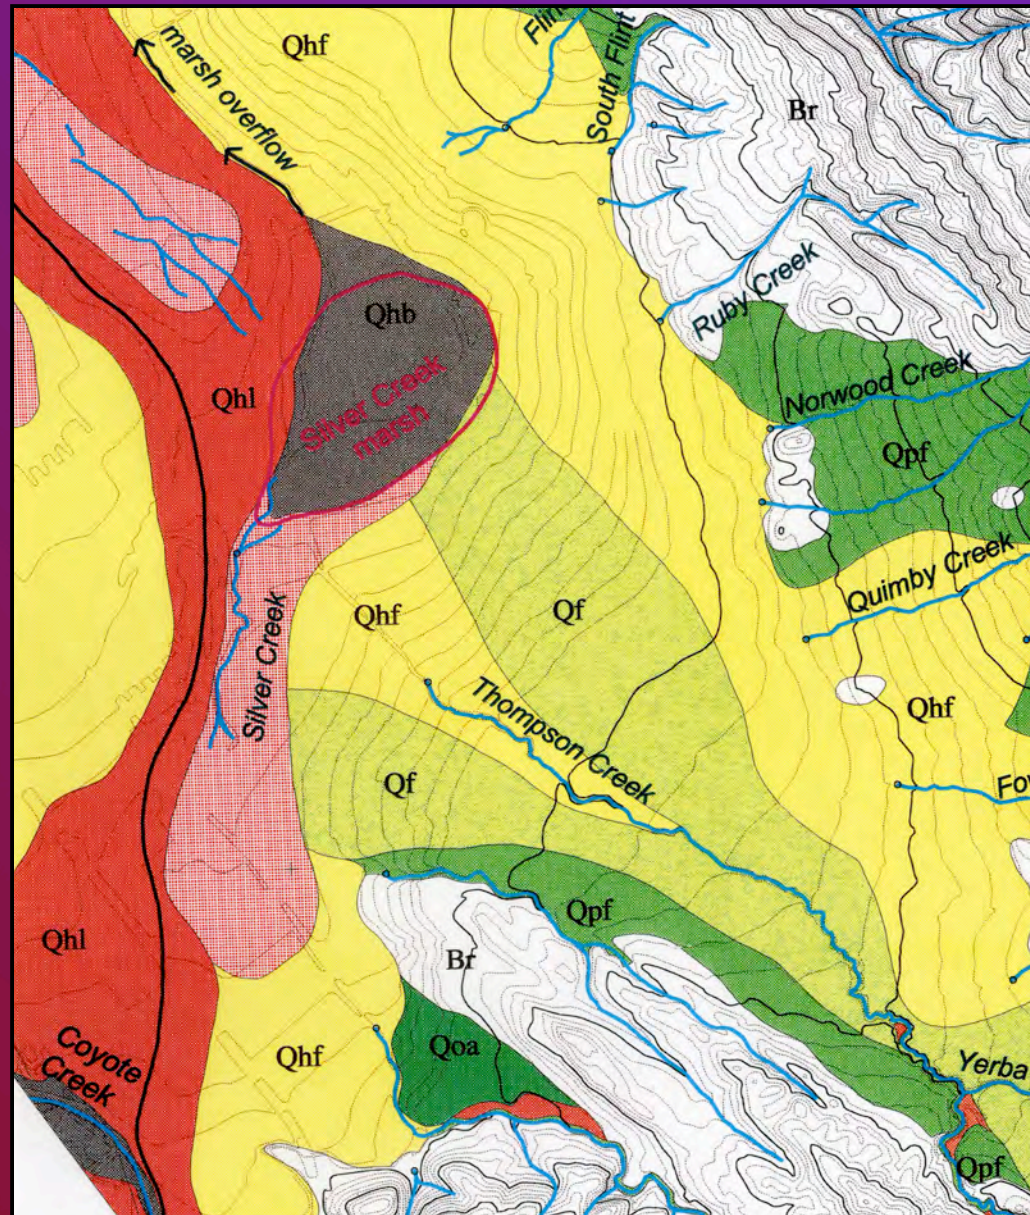 Qhf
marsh overflow
South Flint
Br
Ruby Creek
Qhb
Silver Creek
marsh
Qhl
Norwood Creek
Qpf
Quimby Creek
Qhf
Qf
Silver Creek
Thompson Creek
Qhf
Qf
Qpf
Qhl
Br
Coyote
Creek
Qhf
Qoa
Yerba
Qpf